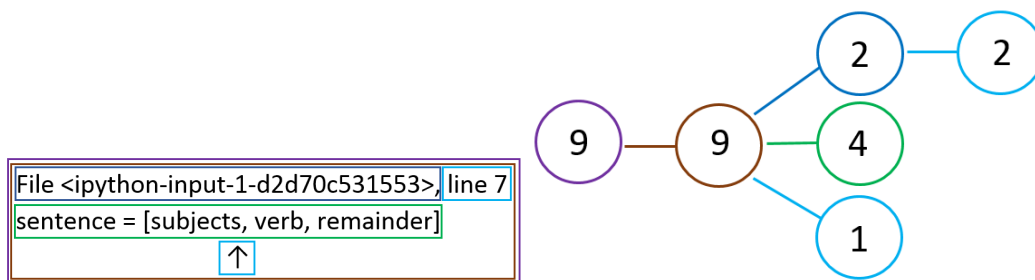 File <ipython-input-1-d2d70c531553>, line 7
sentence = [subjects, verb, remainder]
↑
2 2
9 9 4
1